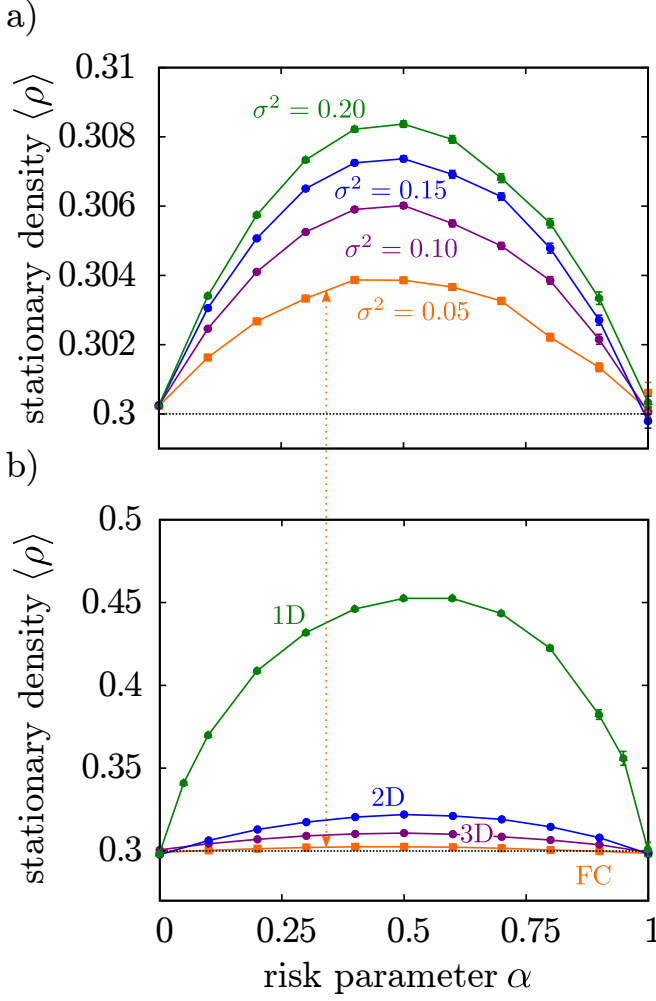 a)
stationary density ⟨ρ⟩
0.31
0.308
0.306
0.304
0.302
0.3
σ² = 0.20
σ² = 0.15
σ² = 0.10
σ² = 0.05
b)
stationary density ⟨ρ⟩
0.5
0.45
0.4
0.35
0.3
1D
2D
3D
FC
0 0.25 0.5 0.75 1
risk parameter α